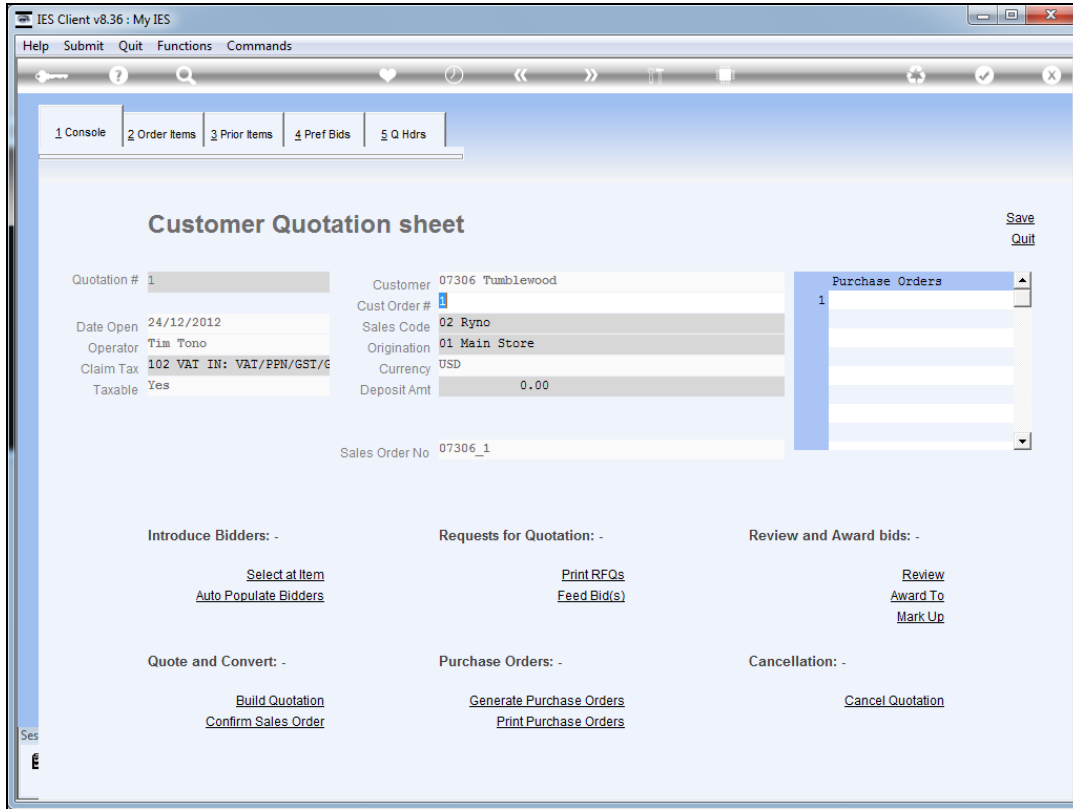 IES Client v8.36 : My IES
Help Submit Quit Functions Commands
1 Console 2 Order Items 3 Prior Items 4 Pref Bids 5 Q Hdrs
Customer Quotation sheet
Save
Quit
Quotation # 1
Customer 07306 Tumblewood
Purchase Orders
Cust Order # 1
1
Date Open 24/12/2012
Sales Code 02 Ryno
Operator Tim Tono
Origination 01 Main Store
Claim Tax 102 VAT IN: VAT/PPN/GST/G
Currency USD
Taxable Yes
Deposit Amt 0.00
Sales Order No 07306_1
Introduce Bidders: - Requests for Quotation: - Review and Award bids: -
Select at Item Print RFQs Review
Auto Populate Bidders Feed Bid(s) Award To
Mark Up
Quote and Convert: - Purchase Orders: - Cancellation: -
Build Quotation Generate Purchase Orders Cancel Quotation
Confirm Sales Order Print Purchase Orders
Ses